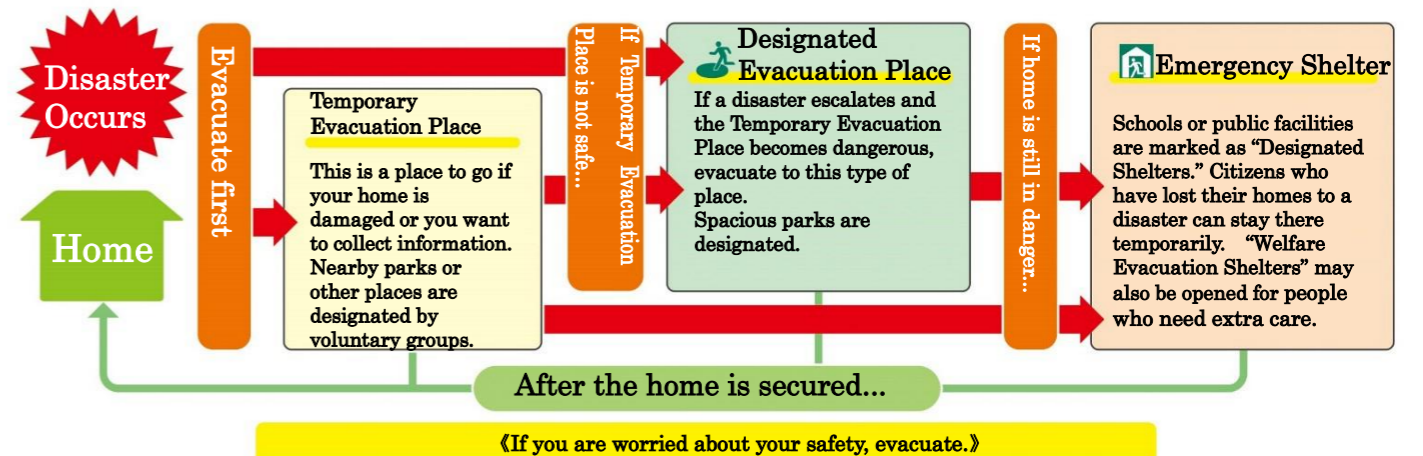 Disaster
Occurs
Home
Evacuate first
Temporary
Evacuation Place
This is a place to go if
your home is
damaged or you want
to collect information.
Nearby parks or
other places are
designated by
voluntary groups.
If Temporary Evacuation
Place is not safe...
Designated
Evacuation Place
If a disaster escalates and
the Temporary Evacuation
Place becomes dangerous,
evacuate to this type of
place.
Spacious parks are
designated.
If home is still in danger...
Emergency Shelter
Schools or public facilities
are marked as “Designated
Shelters.” Citizens who
have lost their homes to a
disaster can stay there
temporarily. “Welfare
Evacuation Shelters” may
also be opened for people
who need extra care.
After the home is secured...
《If you are worried about your safety, evacuate.》